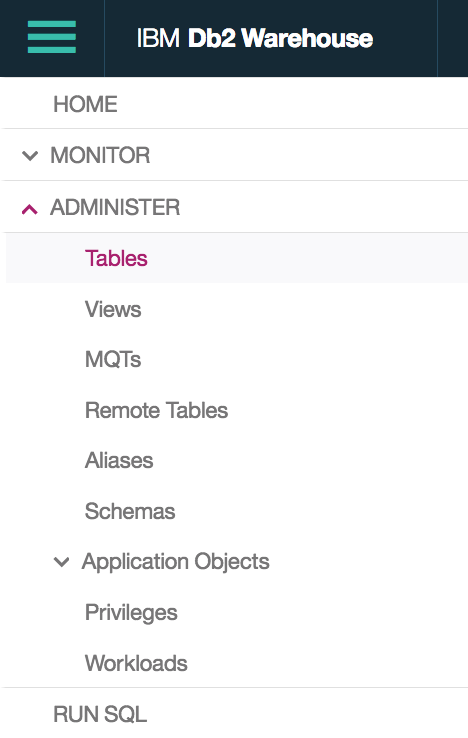 IBM Db2 Warehouse
HOME
MONITOR
ADMINISTER
Tables
Views
MQTs
Remote Tables
Aliases
Schemas
Application Objects
Privileges
Workloads
RUN SQL